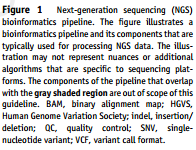 Figure 1 Next-generation sequencing (NGS)
bioinformatics pipeline. The figure illustrates a
bioinformatics pipeline and its components that are
typically used for processing NGS data. The illus-
tration may not represent nuances or additional
algorithms that are specific to sequencing plat-
forms. The components of the pipeline that overlap
with the gray shaded region are out of scope of this
guideline. BAM, binary alignment map; HGVS,
Human Genome Variation Society; indel, insertion/
deletion; QC, quality control; SNV, single-
nucleotide variant; VCF, variant call format.